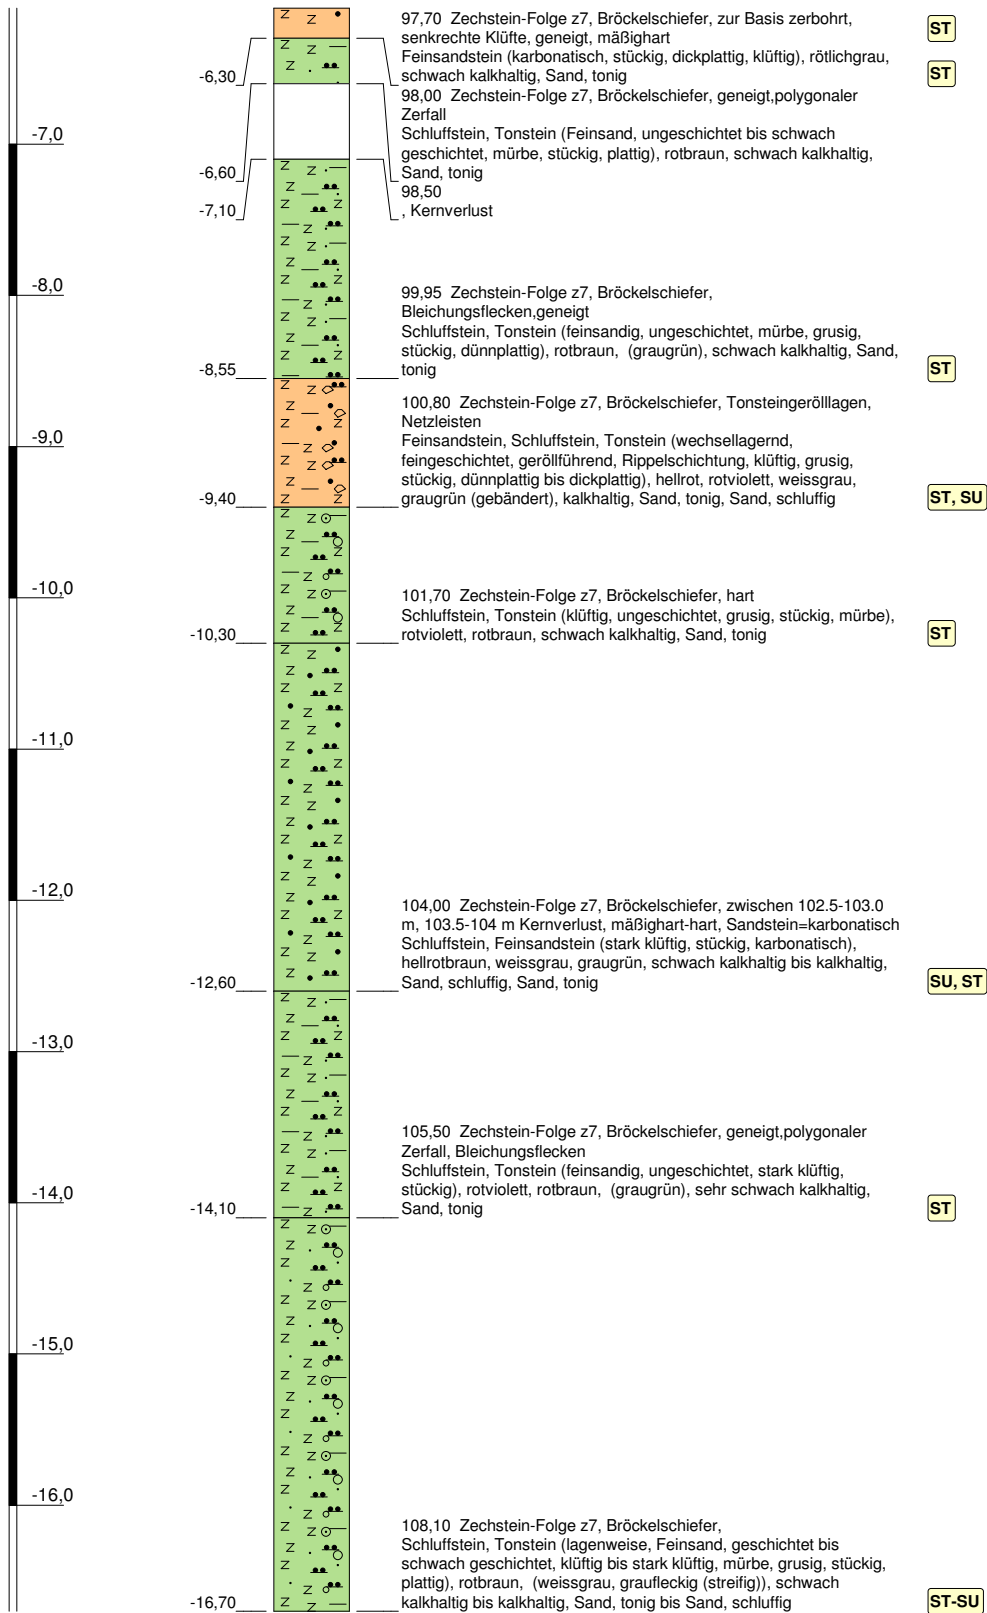 97,70 Zechstein-Folge z7, Bröckelschiefer, zur Basis zerbohrt,
senkrechte Klüfte, geneigt, mäßighart
Feinsandstein (karbonatisch, stückig, dickplattig, klüftig), rötlichgrau,
schwach kalkhaltig, Sand, tonig
ST
-6,30
ST
98,00 Zechstein-Folge z7, Bröckelschiefer, geneigt,polygonaler
Zerfall
Schluffstein, Tonstein (Feinsand, ungeschichtet bis schwach
geschichtet, mürbe, stückig, plattig), rotbraun, schwach kalkhaltig,
Sand, tonig
-7,0
-6,60
98,50
, Kernverlust
-7,10
-8,0
99,95 Zechstein-Folge z7, Bröckelschiefer,
Bleichungsflecken,geneigt
Schluffstein, Tonstein (feinsandig, ungeschichtet, mürbe, grusig,
stückig, dünnplattig), rotbraun, (graugrün), schwach kalkhaltig, Sand,
tonig
-8,55
ST
100,80 Zechstein-Folge z7, Bröckelschiefer, Tonsteingerölllagen,
Netzleisten
Feinsandstein, Schluffstein, Tonstein (wechsellagernd,
feingeschichtet, geröllführend, Rippelschichtung, klüftig, grusig,
stückig, dünnplattig bis dickplattig), hellrot, rotviolett, weissgrau,
graugrün (gebändert), kalkhaltig, Sand, tonig, Sand, schluffig
-9,0
-9,40
ST, SU
-10,0
101,70 Zechstein-Folge z7, Bröckelschiefer, hart
Schluffstein, Tonstein (klüftig, ungeschichtet, grusig, stückig, mürbe),
rotviolett, rotbraun, schwach kalkhaltig, Sand, tonig
-10,30
ST
-11,0
-12,0
104,00 Zechstein-Folge z7, Bröckelschiefer, zwischen 102.5-103.0
m, 103.5-104 m Kernverlust, mäßighart-hart, Sandstein=karbonatisch
Schluffstein, Feinsandstein (stark klüftig, stückig, karbonatisch),
hellrotbraun, weissgrau, graugrün, schwach kalkhaltig bis kalkhaltig,
Sand, schluffig, Sand, tonig
-12,60
SU, ST
-13,0
105,50 Zechstein-Folge z7, Bröckelschiefer, geneigt,polygonaler
Zerfall, Bleichungsflecken
Schluffstein, Tonstein (feinsandig, ungeschichtet, stark klüftig,
stückig), rotviolett, rotbraun, (graugrün), sehr schwach kalkhaltig,
Sand, tonig
-14,0
-14,10
ST
-15,0
-16,0
108,10 Zechstein-Folge z7, Bröckelschiefer,
Schluffstein, Tonstein (lagenweise, Feinsand, geschichtet bis
schwach geschichtet, klüftig bis stark klüftig, mürbe, grusig, stückig,
plattig), rotbraun, (weissgrau, graufleckig (streifig)), schwach
kalkhaltig bis kalkhaltig, Sand, tonig bis Sand, schluffig
-16,70
ST-SU